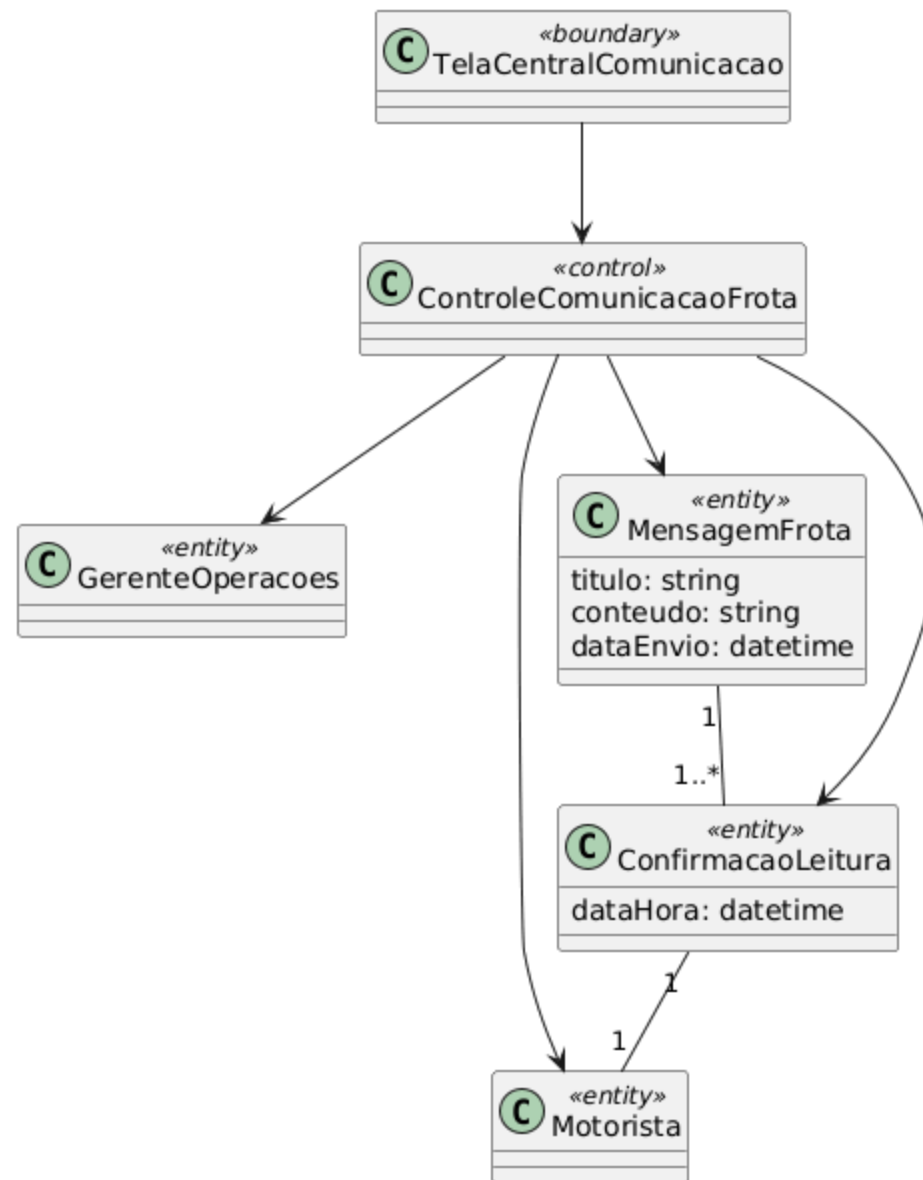 «boundary»
C TelaCentralComunicacao
«control»
C ControleComunicacaoFrota
«entity»
C GerenteOperacoes
«entity»
C MensagemFrota
titulo: string
conteudo: string
dataEnvio: datetime
1
1..*
«entity»
C ConfirmacaoLeitura
dataHora: datetime
1
1
«entity»
C Motorista